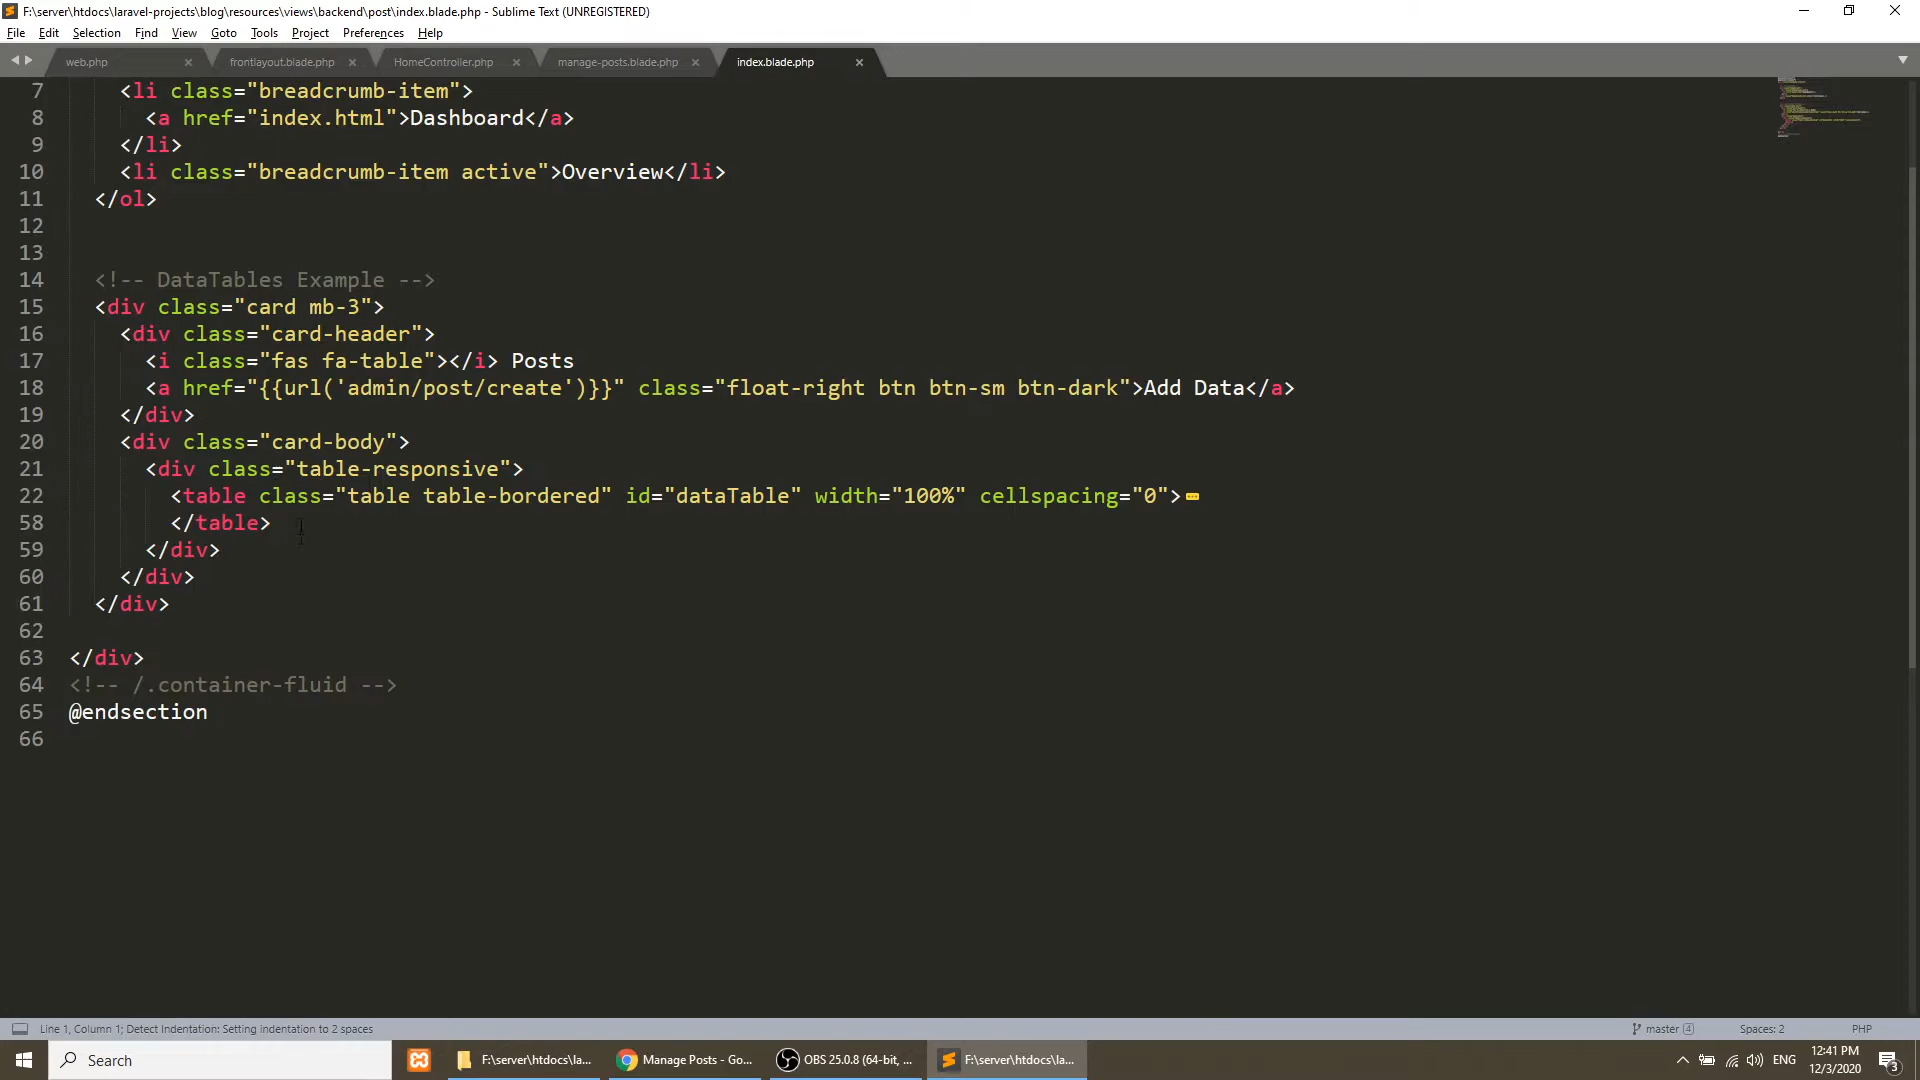 F:\server\htdocs\laravel-projects\blog\resources\views\backend\post\index.blade.php - Sublime Text (UNREGISTERED)
File Edit Selection Find View Goto Tools Project Preferences Help
web.php frontlayout.blade.php HomeController.php manage-posts.blade.php index.blade.php
7 <li class="breadcrumb-item">
8 <a href="index.html">Dashboard</a>
9 </li>
10 <li class="breadcrumb-item active">Overview</li>
11 </ol>
12
13
14 <!-- DataTables Example -->
15 <div class="card mb-3">
16 <div class="card-header">
17 <i class="fas fa-table"></i> Posts
18 <a href="{{url('admin/post/create')}}" class="float-right btn btn-sm btn-dark">Add Data</a>
19 </div>
20 <div class="card-body">
21 <div class="table-responsive">
22 <table class="table table-bordered" id="dataTable" width="100%" cellspacing="0">
58 </table>
59 </div>
60 </div>
61 </div>
62
63 </div>
64 <!-- /.container-fluid -->
65 @endsection
66
Line 1, Column 1; Detect Indentation: Setting indentation to 2 spaces master 4 Spaces: 2 PHP
Search F:\server\htdocs\la... Manage Posts - Go... OBS 25.0.8 (64-bit, ... F:\server\htdocs\la... ENG 12:41 PM
12/3/2020 3